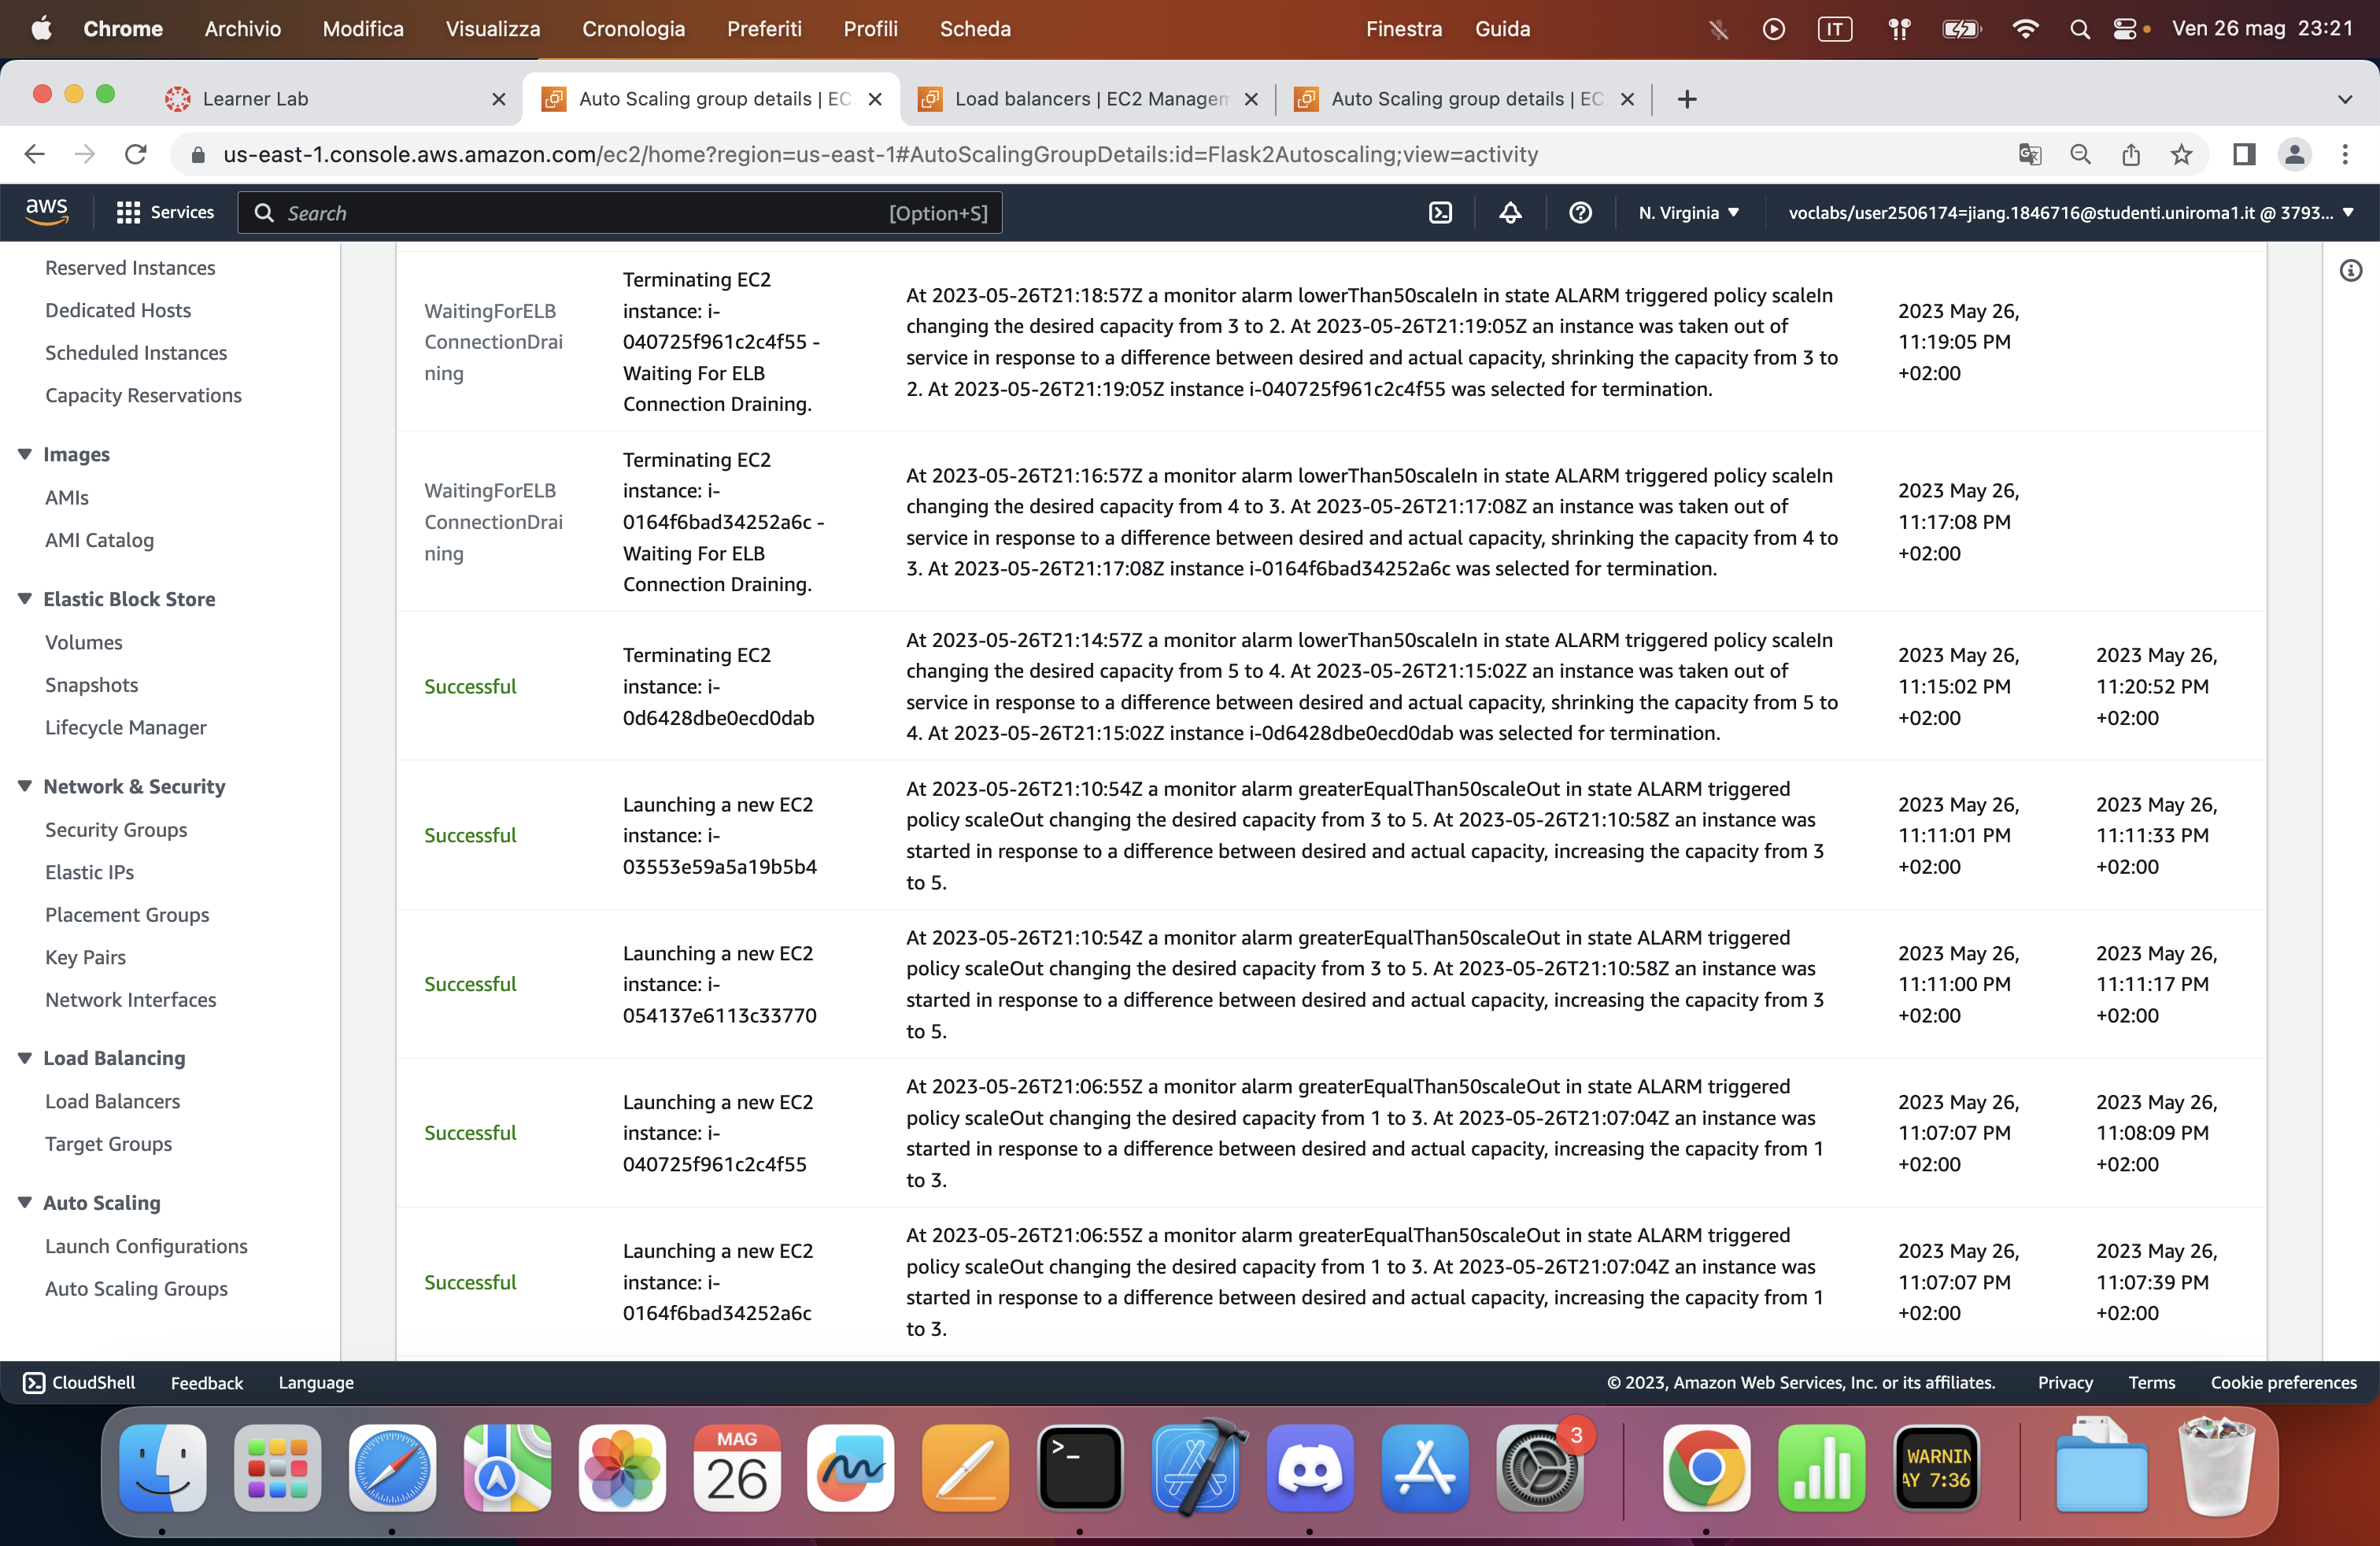 Chrome Archivio Modifica Visualizza Cronologia Preferiti Profili Scheda Finestra Guida IT Ven 26 mag 23:21
Learner Lab
Auto Scaling group details | EC
Load balancers | EC2 Managem
Auto Scaling group details | EC
us-east-1.console.aws.amazon.com/ec2/home?region=us-east-1#AutoScalingGroupDetails:id=Flask2Autoscaling;view=activity
aws Services Search [Option+S] N. Virginia voclabs/user2506174=jiang.1846716@studenti.uniroma1.it @ 3793...
Reserved Instances
Dedicated Hosts
Scheduled Instances
Capacity Reservations
Images
AMIs
AMI Catalog
Elastic Block Store
Volumes
Snapshots
Lifecycle Manager
Network & Security
Security Groups
Elastic IPs
Placement Groups
Key Pairs
Network Interfaces
Load Balancing
Load Balancers
Target Groups
Auto Scaling
Launch Configurations
Auto Scaling Groups
WaitingForELB
ConnectionDrai
ning
Terminating EC2
instance: i-
040725f961c2c4f55 -
Waiting For ELB
Connection Draining.
At 2023-05-26T21:18:57Z a monitor alarm lowerThan50scaleIn in state ALARM triggered policy scaleIn
changing the desired capacity from 3 to 2. At 2023-05-26T21:19:05Z an instance was taken out of
service in response to a difference between desired and actual capacity, shrinking the capacity from 3 to
2. At 2023-05-26T21:19:05Z instance i-040725f961c2c4f55 was selected for termination.
2023 May 26,
11:19:05 PM
+02:00
WaitingForELB
ConnectionDrai
ning
Terminating EC2
instance: i-
0164f6bad34252a6c -
Waiting For ELB
Connection Draining.
At 2023-05-26T21:16:57Z a monitor alarm lowerThan50scaleIn in state ALARM triggered policy scaleIn
changing the desired capacity from 4 to 3. At 2023-05-26T21:17:08Z an instance was taken out of
service in response to a difference between desired and actual capacity, shrinking the capacity from 4 to
3. At 2023-05-26T21:17:08Z instance i-0164f6bad34252a6c was selected for termination.
2023 May 26,
11:17:08 PM
+02:00
Successful
Terminating EC2
instance: i-
0d6428dbe0ecd0dab
At 2023-05-26T21:14:57Z a monitor alarm lowerThan50scaleIn in state ALARM triggered policy scaleIn
changing the desired capacity from 5 to 4. At 2023-05-26T21:15:02Z an instance was taken out of
service in response to a difference between desired and actual capacity, shrinking the capacity from 5 to
4. At 2023-05-26T21:15:02Z instance i-0d6428dbe0ecd0dab was selected for termination.
2023 May 26,
11:15:02 PM
+02:00
2023 May 26,
11:20:52 PM
+02:00
Successful
Launching a new EC2
instance: i-
03553e59a5a19b5b4
At 2023-05-26T21:10:54Z a monitor alarm greaterEqualThan50scaleOut in state ALARM triggered
policy scaleOut changing the desired capacity from 3 to 5. At 2023-05-26T21:10:58Z an instance was
started in response to a difference between desired and actual capacity, increasing the capacity from 3
to 5.
2023 May 26,
11:11:01 PM
+02:00
2023 May 26,
11:11:33 PM
+02:00
Successful
Launching a new EC2
instance: i-
054137e6113c33770
At 2023-05-26T21:10:54Z a monitor alarm greaterEqualThan50scaleOut in state ALARM triggered
policy scaleOut changing the desired capacity from 3 to 5. At 2023-05-26T21:10:58Z an instance was
started in response to a difference between desired and actual capacity, increasing the capacity from 3
to 5.
2023 May 26,
11:11:00 PM
+02:00
2023 May 26,
11:11:17 PM
+02:00
Successful
Launching a new EC2
instance: i-
040725f961c2c4f55
At 2023-05-26T21:06:55Z a monitor alarm greaterEqualThan50scaleOut in state ALARM triggered
policy scaleOut changing the desired capacity from 1 to 3. At 2023-05-26T21:07:04Z an instance was
started in response to a difference between desired and actual capacity, increasing the capacity from 1
to 3.
2023 May 26,
11:07:07 PM
+02:00
2023 May 26,
11:08:09 PM
+02:00
Successful
Launching a new EC2
instance: i-
0164f6bad34252a6c
At 2023-05-26T21:06:55Z a monitor alarm greaterEqualThan50scaleOut in state ALARM triggered
policy scaleOut changing the desired capacity from 1 to 3. At 2023-05-26T21:07:04Z an instance was
started in response to a difference between desired and actual capacity, increasing the capacity from 1
to 3.
2023 May 26,
11:07:07 PM
+02:00
2023 May 26,
11:07:39 PM
+02:00
CloudShell Feedback Language © 2023, Amazon Web Services, Inc. or its affiliates. Privacy Terms Cookie preferences
MAG
26
3
WARNIN
AY 7:36